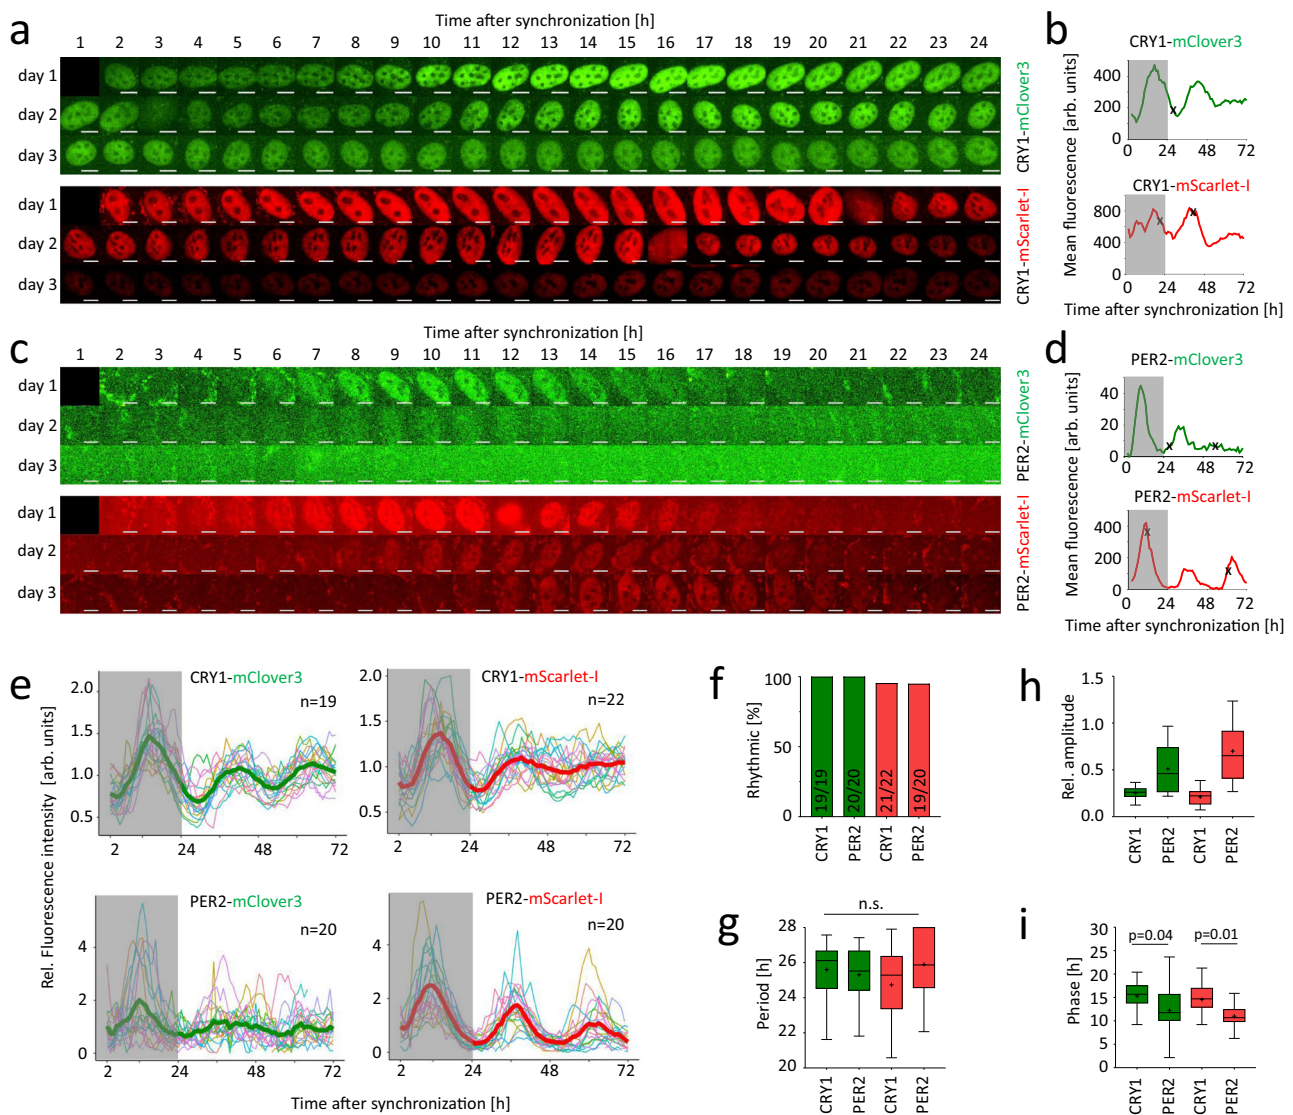 a
Time after synchronization [h]
1 2 3 4 5 6 7 8 9 10 11 12 13 14 15 16 17 18 19 20 21 22 23 24
day 1
day 2
day 3
CRY1-mClover3
day 1
day 2
day 3
CRY1-mScarlet-I
b
CRY1-mClover3
400
200
0
0 24 48 72
CRY1-mScarlet-I
800
400
0
0 24 48 72
Mean fluorescence [arb. units]
Time after synchronization [h]
c
Time after synchronization [h]
1 2 3 4 5 6 7 8 9 10 11 12 13 14 15 16 17 18 19 20 21 22 23 24
day 1
day 2
day 3
PER2-mClover3
day 1
day 2
day 3
PER2-mScarlet-I
d
PER2-mClover3
40
20
0
0 24 48 72
PER2-mScarlet-I
400
200
0
0 24 48 72
Mean fluorescence [arb. units]
Time after synchronization [h]
e
Rel. Fluorescence intensity [arb. units]
CRY1-mClover3
n=19
2.0
1.5
1.0
0.5
2 24 48 72
CRY1-mScarlet-I
n=22
2.0
1.5
1.0
0.5
2 24 48 72
PER2-mClover3
n=20
4
2
0
2 24 48 72
PER2-mScarlet-I
n=20
4
2
0
2 24 48 72
Time after synchronization [h]
f
Rhythmic [%]
100
50
0
19/19
20/20
21/22
19/20
CRY1
PER2
CRY1
PER2
g
n.s.
Period [h]
28
26
24
22
20
CRY1
PER2
CRY1
PER2
h
Rel. amplitude
1.5
1.0
0.5
0.0
CRY1
PER2
CRY1
PER2
i
p=0.04
p=0.01
Phase [h]
30
25
20
15
10
5
0
CRY1
PER2
CRY1
PER2